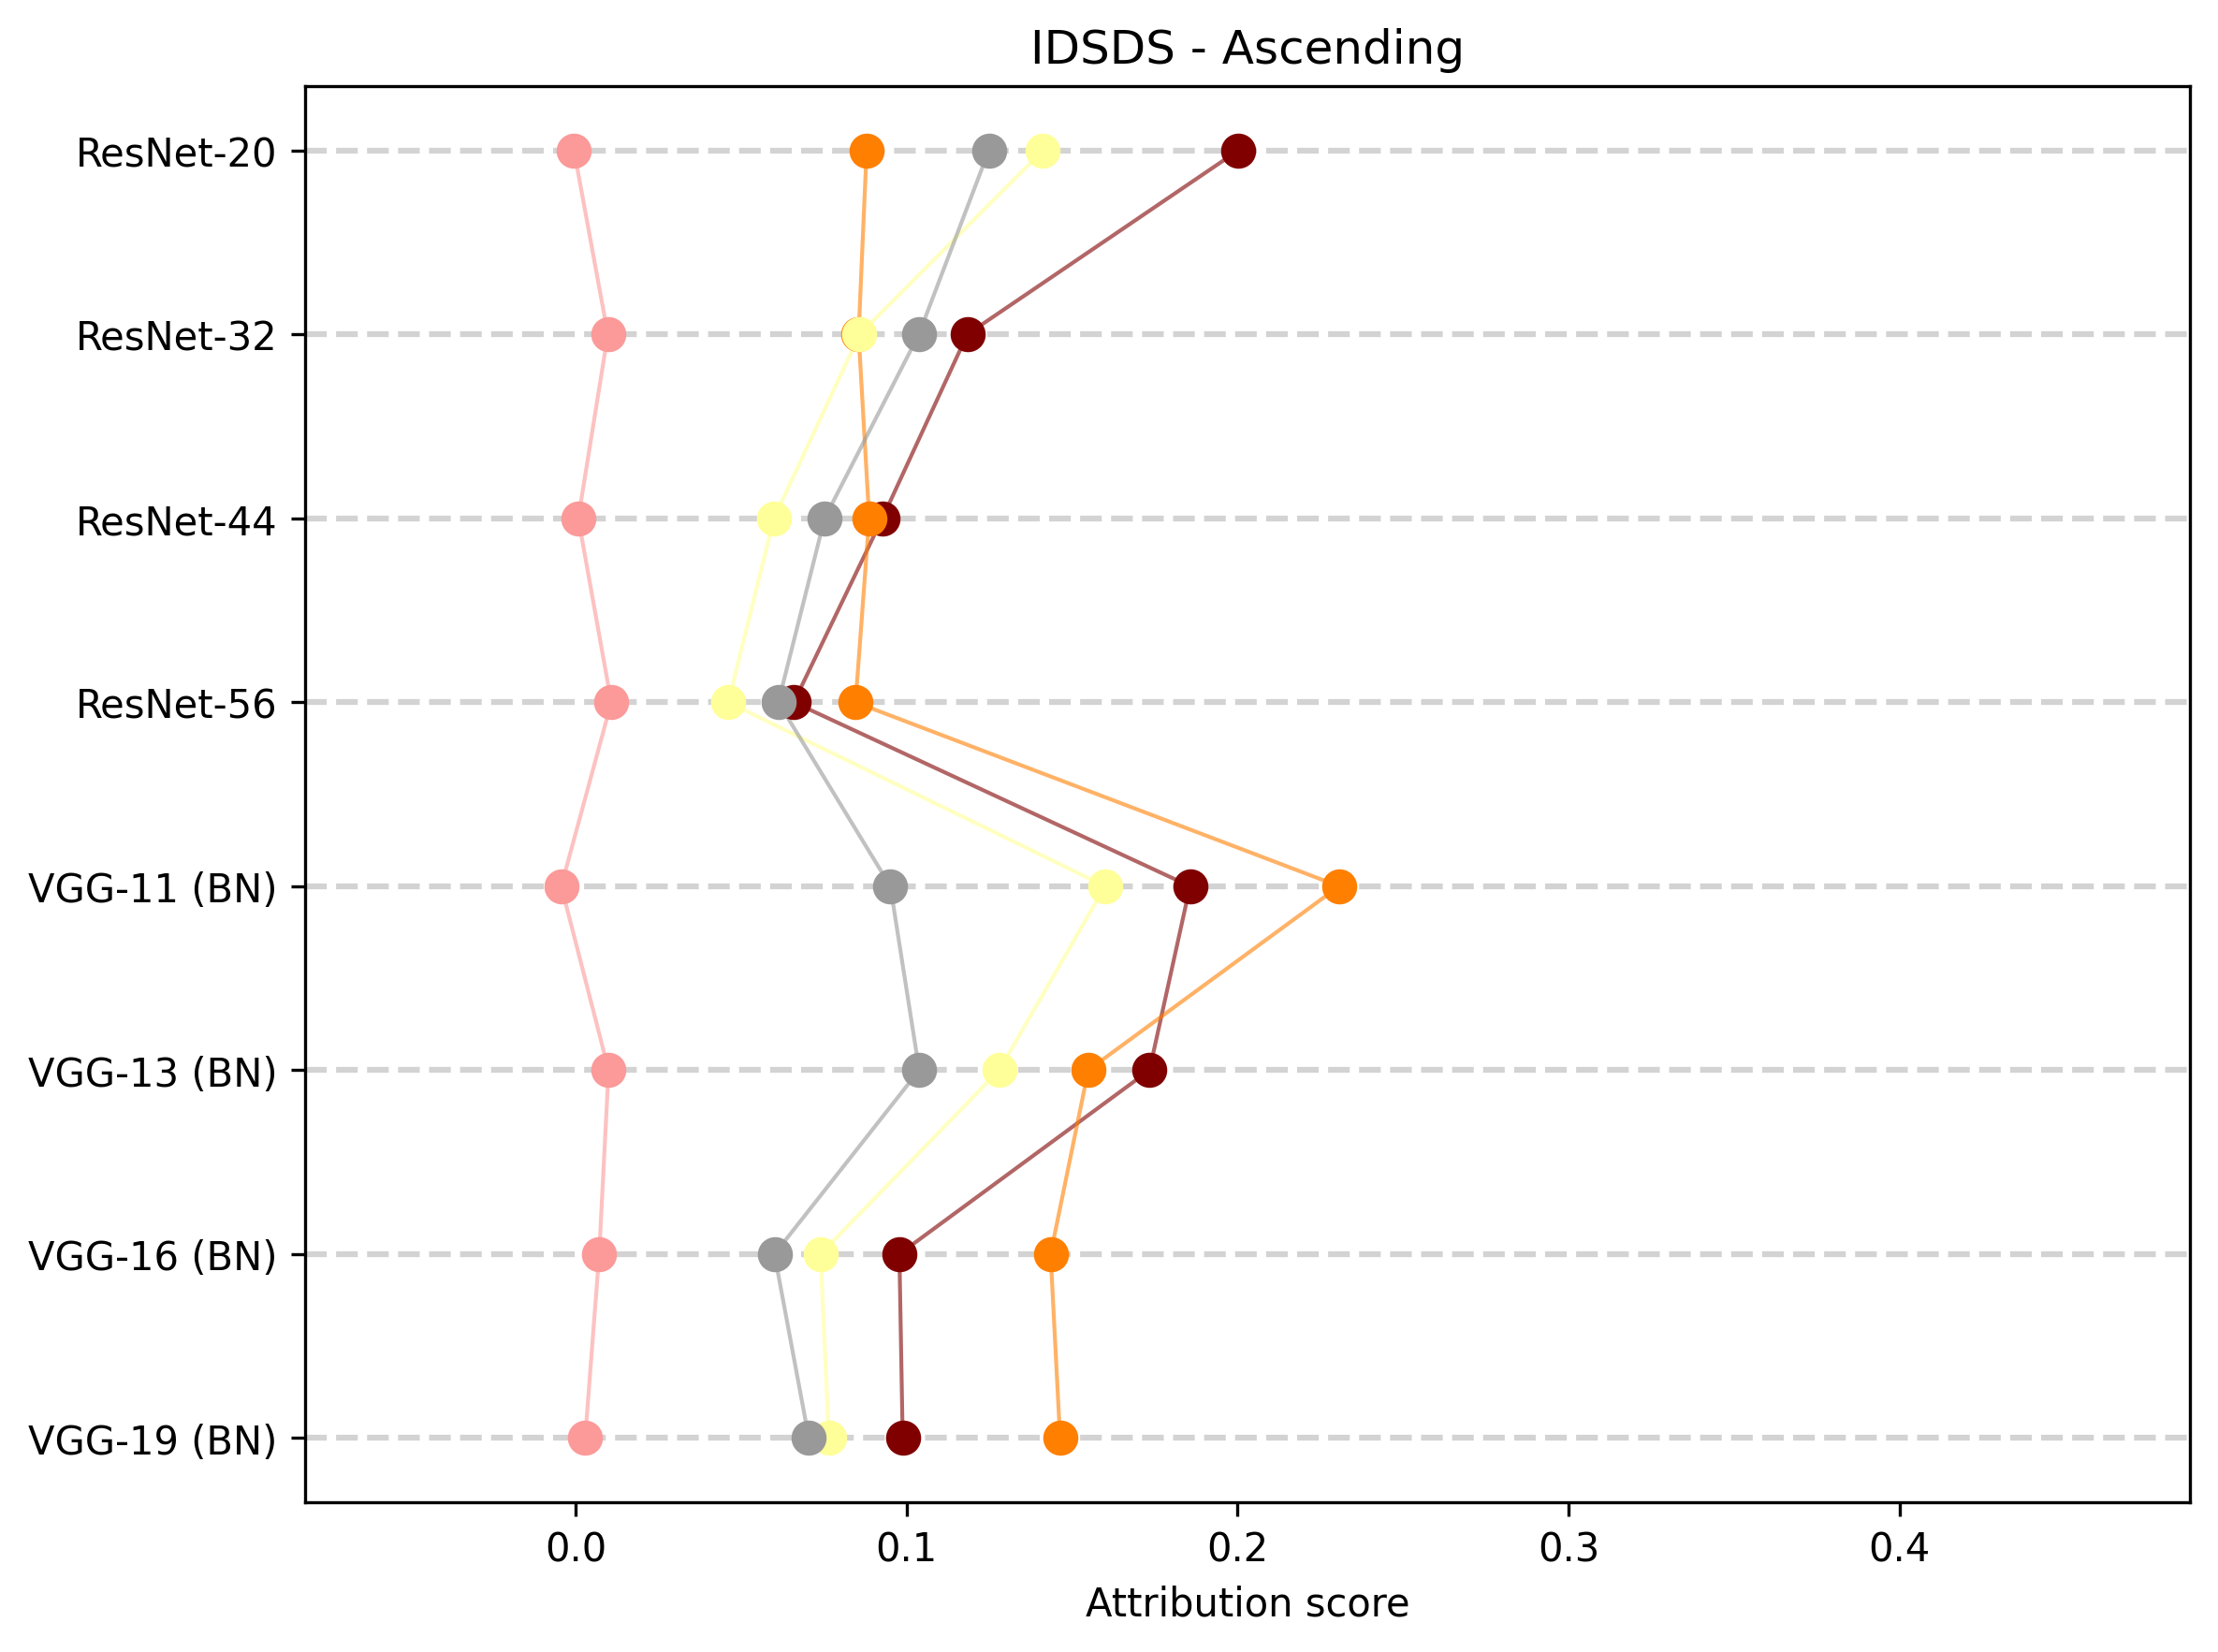 IDSDS - Ascending
ResNet-20
ResNet-32
ResNet-44
ResNet-56
VGG-11 (BN)
VGG-13 (BN)
VGG-16 (BN)
VGG-19 (BN)
0.0 0.1 0.2 0.3 0.4
Attribution score